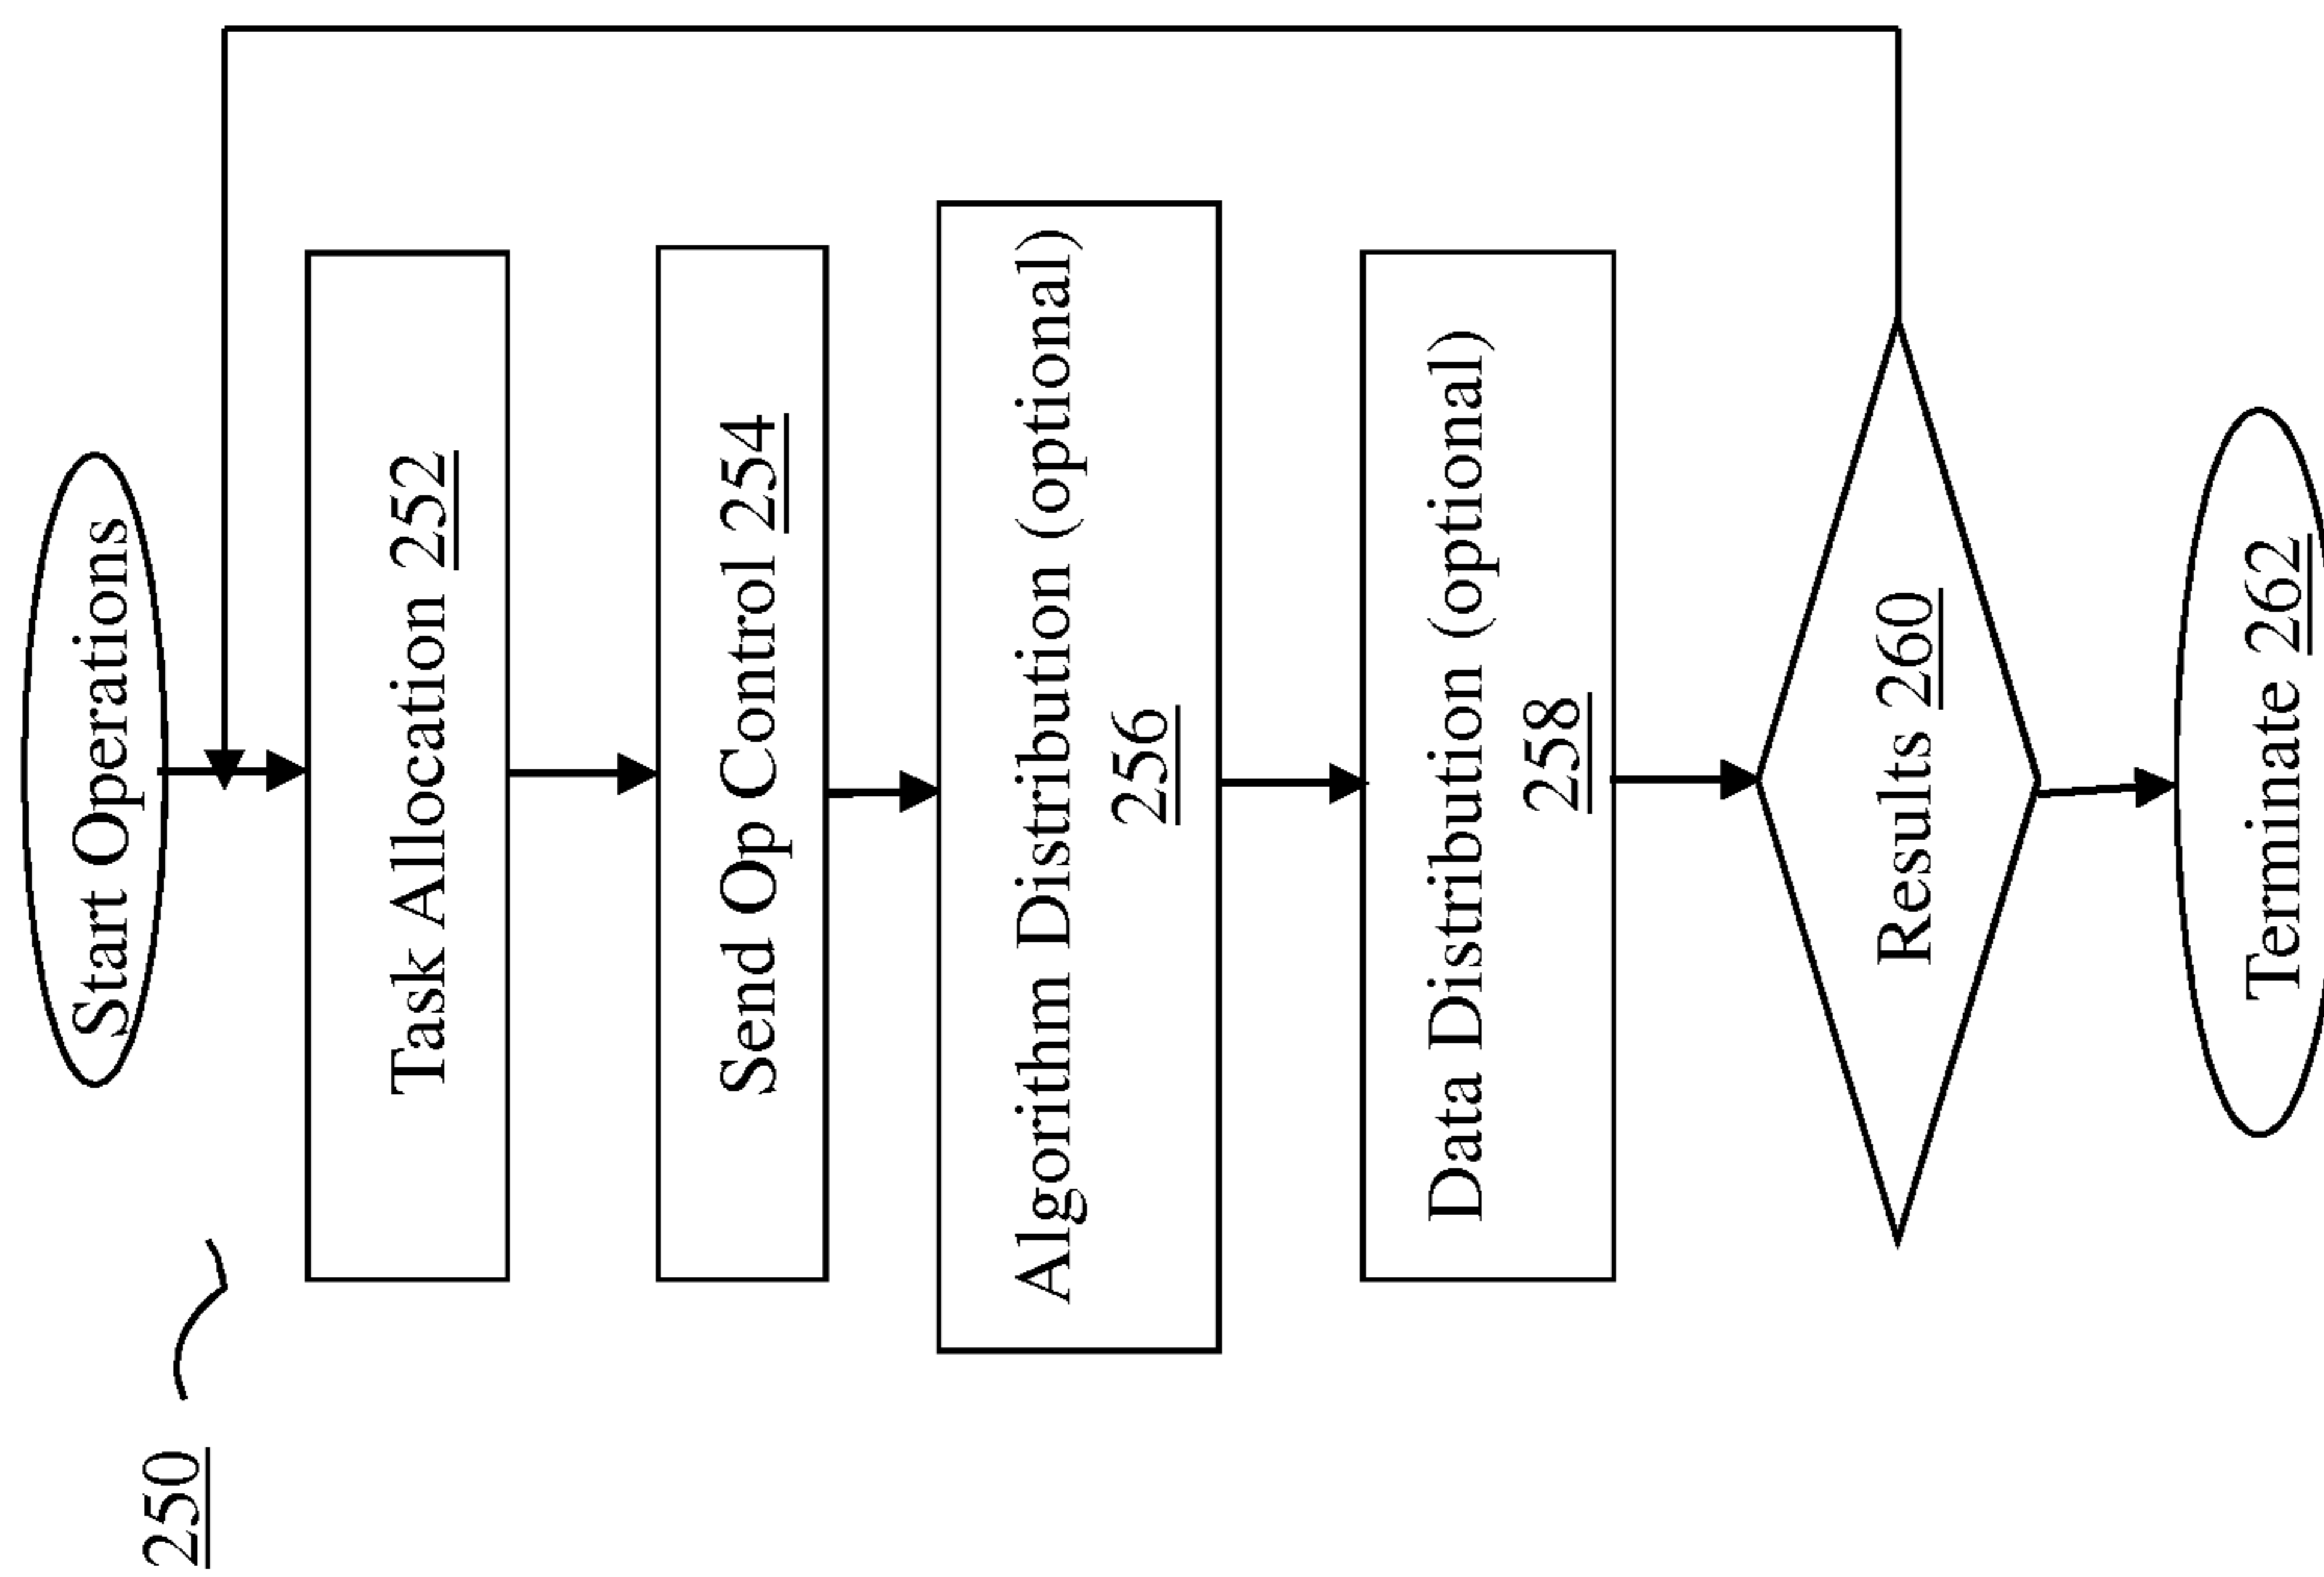 250
Start Operations
Task Allocation 252
Send Op Control 254
Algorithm Distribution (optional)
256
Data Distribution (optional)
258
Results 260
Terminate 262